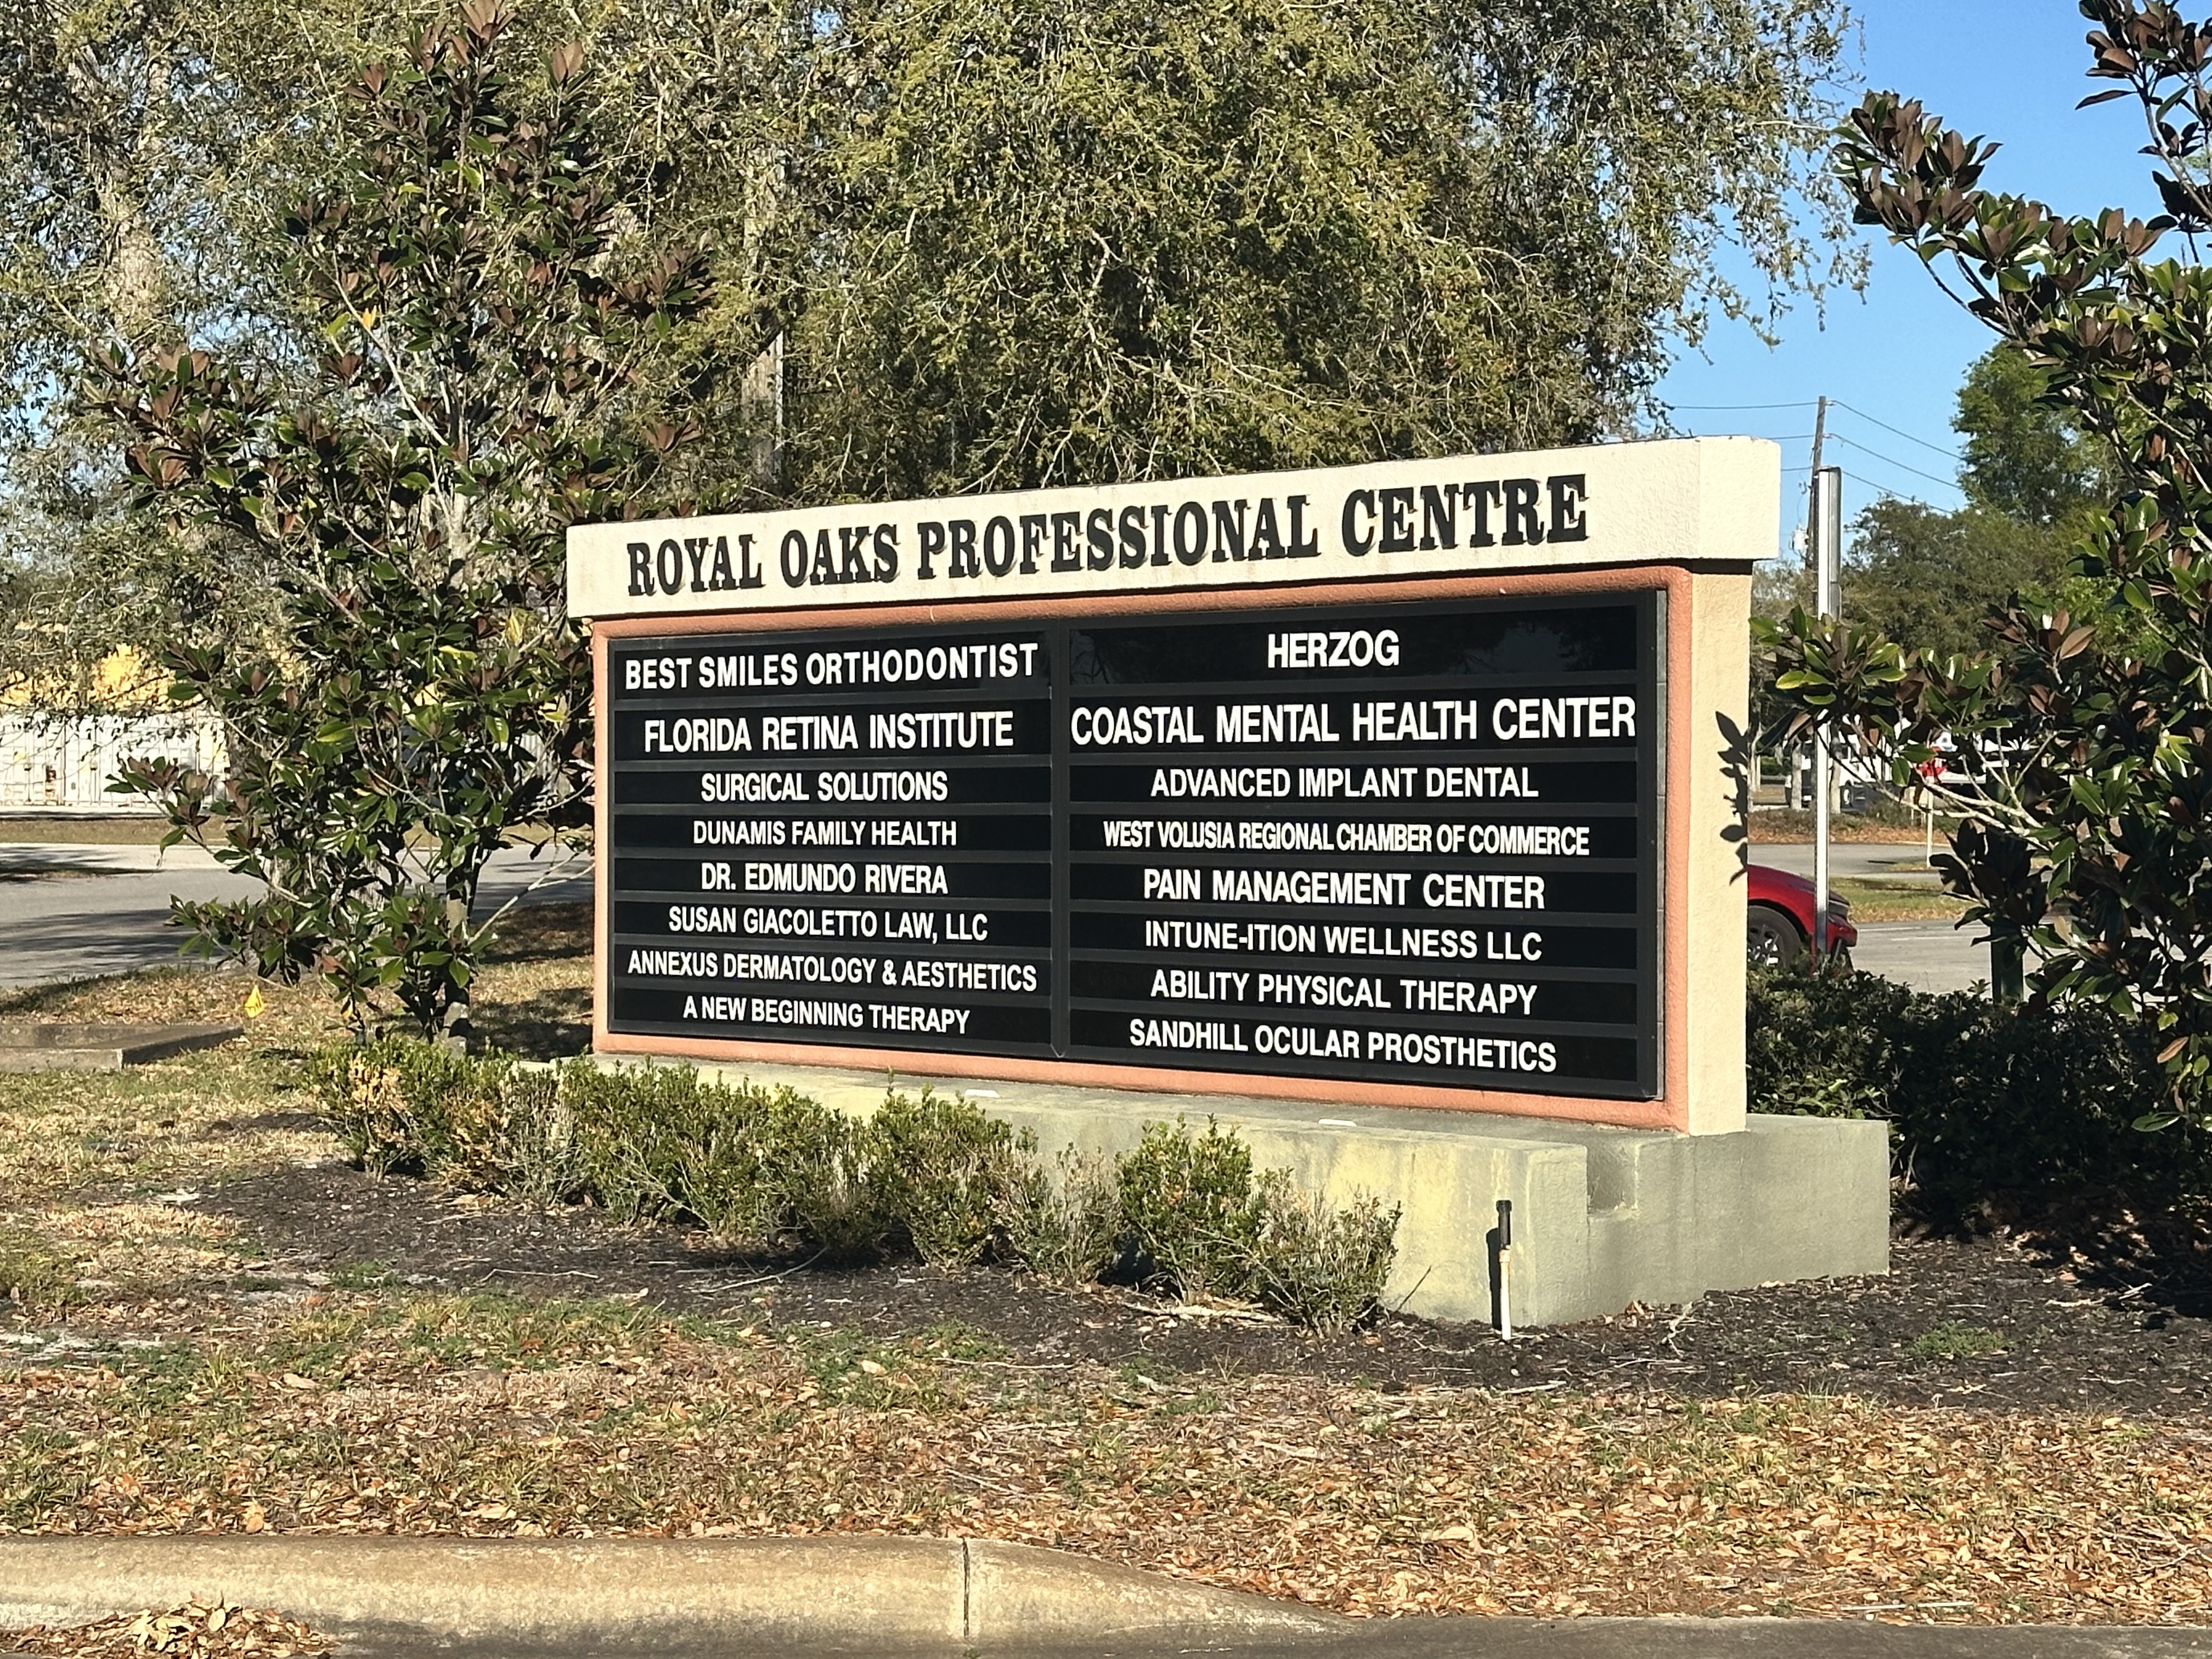 ROYAL OAKS PROFESSIONAL CENTRE
BEST SMILES ORTHODONTIST
FLORIDA RETINA INSTITUTE
SURGICAL SOLUTIONS
DUNAMIS FAMILY HEALTH
DR. EDMUNDO RIVERA
SUSAN GIACOLETTO LAW, LLC
ANNEXUS DERMATOLOGY & AESTHETICS
A NEW BEGINNING THERAPY
HERZOG
COASTAL MENTAL HEALTH CENTER
ADVANCED IMPLANT DENTAL
WEST VOLUSIA REGIONAL CHAMBER OF COMMERCE
PAIN MANAGEMENT CENTER
INTUNE-ITION WELLNESS LLC
ABILITY PHYSICAL THERAPY
SANDHILL OCULAR PROSTHETICS